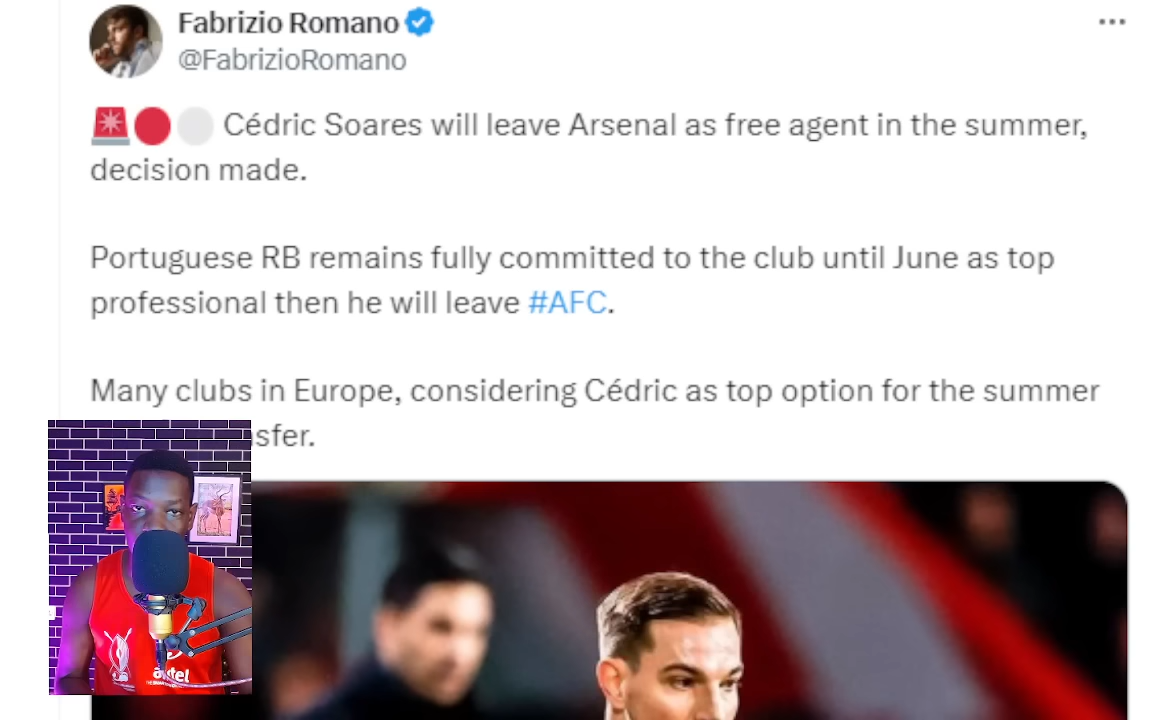 Fabrizio Romano
@FabrizioRomano
Cédric Soares will leave Arsenal as free agent in the summer,
decision made.
Portuguese RB remains fully committed to the club until June as top
professional then he will leave #AFC.
Many clubs in Europe, considering Cédric as top option for the summer
sfer.
airtel